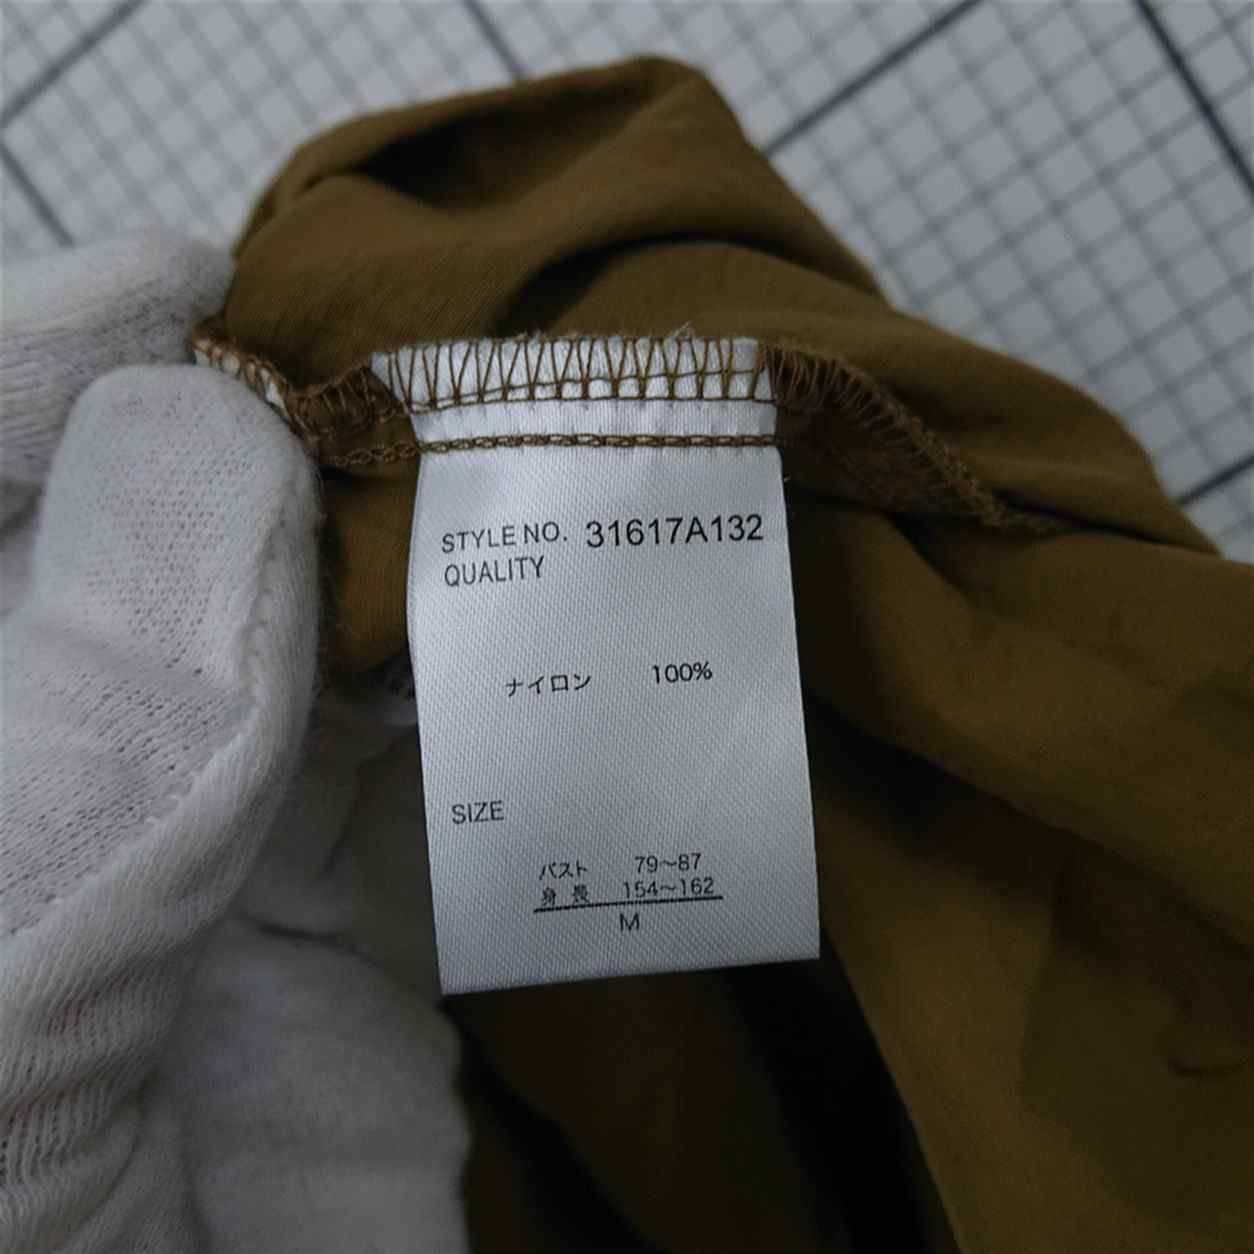 STYLE NO. 31617A132
QUALITY
ナイロン 100%
SIZE
バスト 79~87
身長 154~162
M